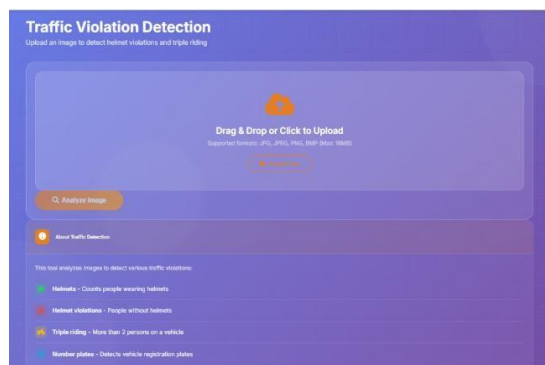 Traffic Violation Detection
Upload an image to detect helmet violations and triple riding
Drag & Drop or Click to Upload
Supported formats: JPG, JPEG, PNG, BMP (Max: 16MB)
Analyze Image
About Traffic Detection
This tool analyzes images to detect various traffic violations:
Helmets - Counts people wearing helmets
Helmet violations - People without helmets
Triple riding - More than 2 persons on a vehicle
Number plates - Detects vehicle registration plates